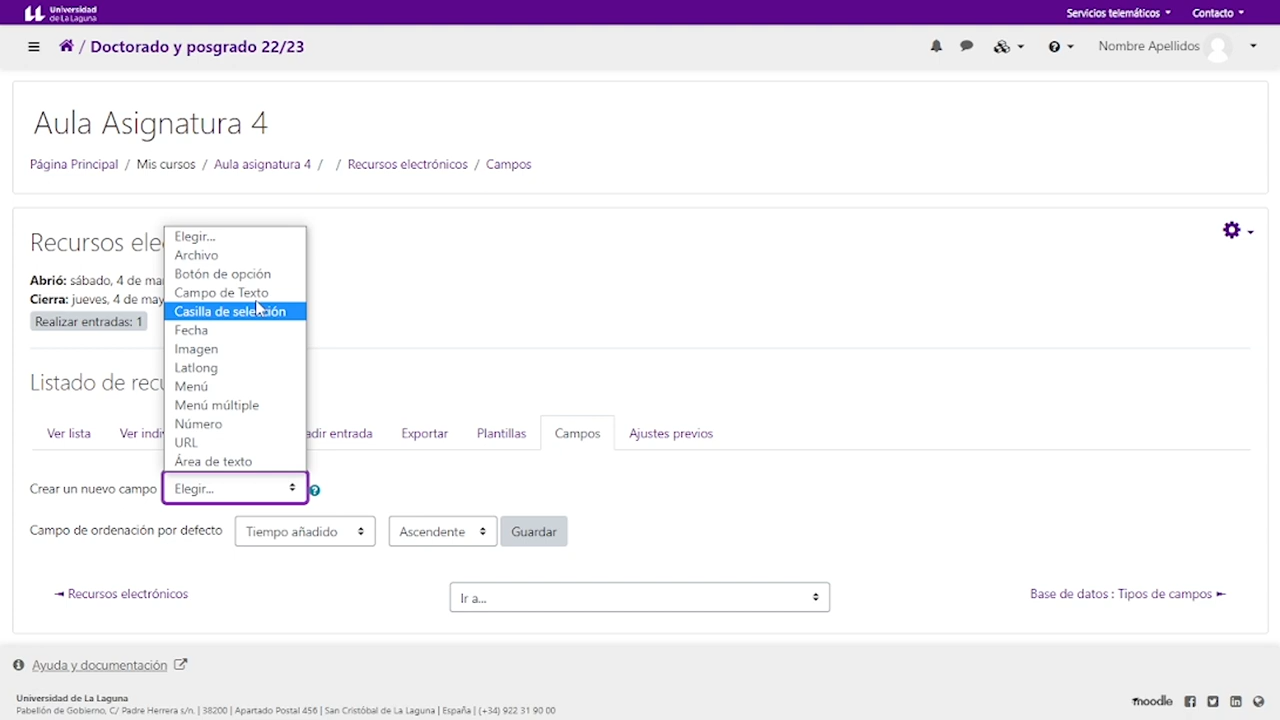 Universidad
de La Laguna
Servicios telemáticos
Contacto
/ Doctorado y posgrado 22/23
Nombre Apellidos
Aula Asignatura 4
Página Principal / Mis cursos / Aula asignatura 4 / / Recursos electrónicos / Campos
Recursos ele
Abrió: sábado, 4 de mar
Cierra: jueves, 4 de may
Realizar entradas: 1
Elegir...
Archivo
Botón de opción
Campo de Texto
Casilla de selección
Fecha
Imagen
Latlong
Menú
Menú múltiple
Número
URL
Área de texto
Listado de recu
Ver lista Ver indiv adir entrada Exportar Plantillas Campos Ajustes previos
Crear un nuevo campo Elegir...
Campo de ordenación por defecto Tiempo añadido Ascendente Guardar
◄ Recursos electrónicos
Ir a...
Base de datos : Tipos de campos ►
Ayuda y documentación
Universidad de La Laguna
Pabellón de Gobierno, C/ Padre Herrera s/n. | 38200 | Apartado Postal 456 | San Cristóbal de La Laguna | España | (+34) 922 31 90 00
moodle